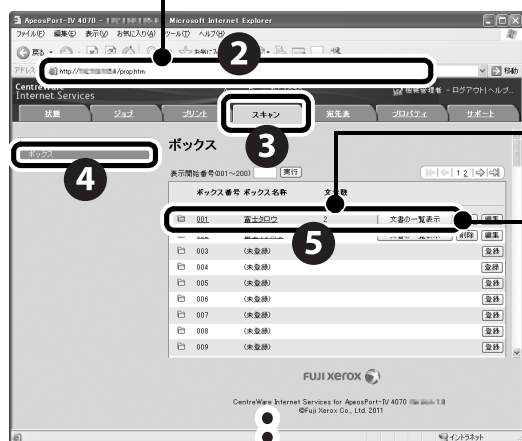 ApeosPort-IV 4070 - Microsoft Internet Explorer
ファイル(F) 編集(E) 表示(V) お気に入り(A) ツール(T) ヘルプ(H)
戻る
2
http:// /prop.htm
移動
CentreWare
Internet Services
機械管理者 - ログアウト | ヘルプ
状態 ジョブ プリント スキャン 宛先表 プロパティ サポート
3
ボックス
4
ボックス
表示開始番号(001～200) 実行
1 2
ボックス番号 ボックス名称 文書数
001 富士タロウ 2 文書の一覧表示 編集
5
削除 編集
003 (未登録) 登録
004 (未登録) 登録
005 (未登録) 登録
006 (未登録) 登録
007 (未登録) 登録
008 (未登録) 登録
009 (未登録) 登録
FUJI XEROX
CentreWare Internet Services for ApeosPort-IV 4070
©Fuji Xerox Co., Ltd. 2011
イントラネット